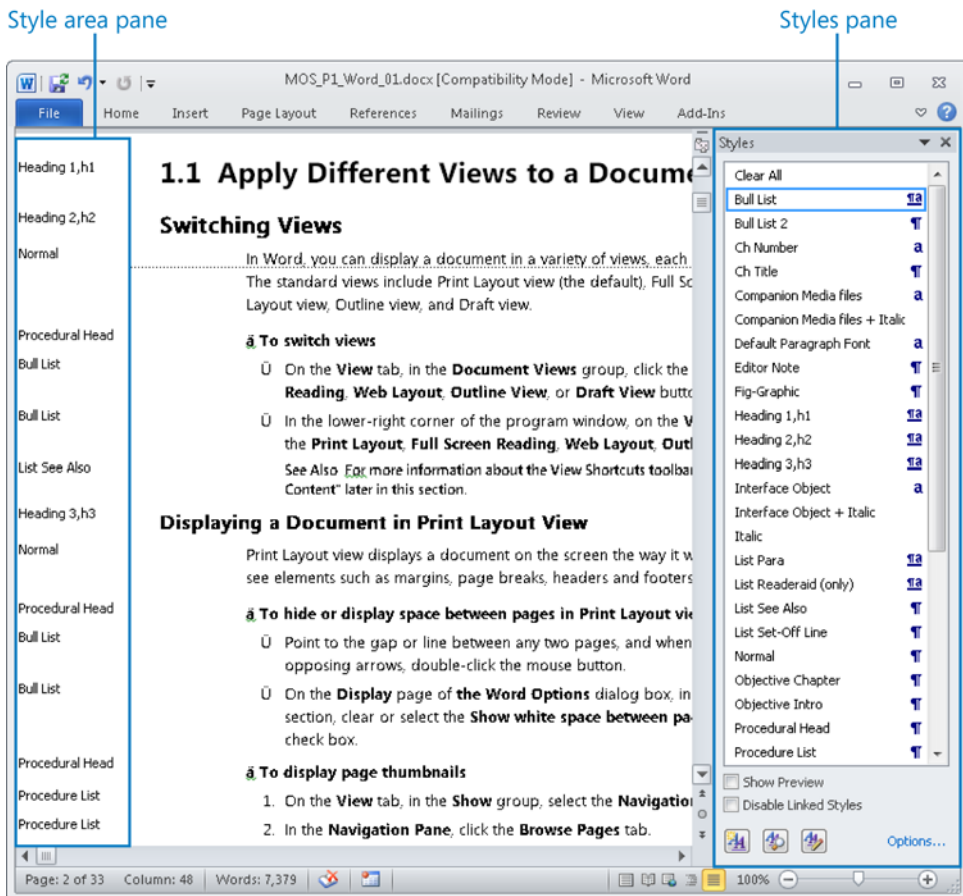 Style area pane
Styles pane
MOS_P1_Word_01.docx [Compatibility Mode] - Microsoft Word
File Home Insert Page Layout References Mailings Review View Add-Ins
Heading 1,h1
Heading 2,h2
Normal
Procedural Head
Bull List
Bull List
List See Also
Heading 3,h3
Normal
Procedural Head
Bull List
Bull List
Procedural Head
Procedure List
Procedure List
1.1 Apply Different Views to a Docume
Switching Views
In Word, you can display a document in a variety of views, each
The standard views include Print Layout view (the default), Full Sc
Layout view, Outline view, and Draft view.
ã To switch views
Ü On the View tab, in the Document Views group, click the
Reading, Web Layout, Outline View, or Draft View butto
Ü In the lower-right corner of the program window, on the V
the Print Layout, Full Screen Reading, Web Layout, Outl
See Also For more information about the View Shortcuts toolbar
Content" later in this section.
Displaying a Document in Print Layout View
Print Layout view displays a document on the screen the way it w
see elements such as margins, page breaks, headers and footers
ã To hide or display space between pages in Print Layout vie
Ü Point to the gap or line between any two pages, and when
opposing arrows, double-click the mouse button.
Ü On the Display page of the Word Options dialog box, in
section, clear or select the Show white space between pa
check box.
ã To display page thumbnails
1. On the View tab, in the Show group, select the Navigation
2. In the Navigation Pane, click the Browse Pages tab.
Styles
Clear All
Bull List ¶a
Bull List 2 ¶
Ch Number a
Ch Title ¶
Companion Media files a
Companion Media files + Italic
Default Paragraph Font a
Editor Note ¶
Fig-Graphic ¶
Heading 1,h1 ¶a
Heading 2,h2 ¶a
Heading 3,h3 ¶a
Interface Object a
Interface Object + Italic
Italic
List Para ¶a
List Readeraid (only) ¶a
List See Also ¶
List Set-Off Line ¶
Normal ¶
Objective Chapter ¶
Objective Intro ¶
Procedural Head ¶
Procedure List ¶
Show Preview
Disable Linked Styles
Options...
Page: 2 of 33 Column: 48 Words: 7,379 100%